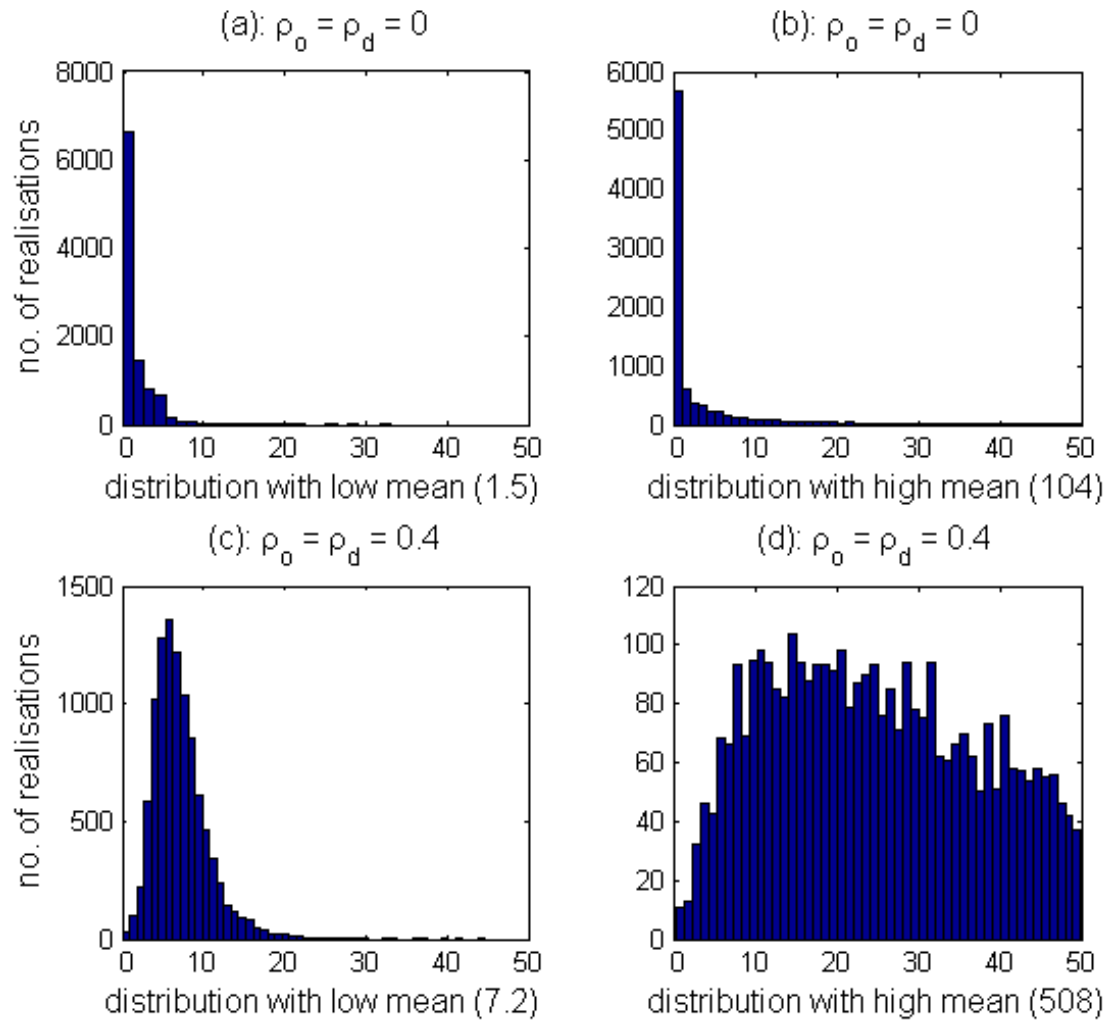 (a): ρo = ρd = 0
8000
6000
4000
2000
0
no. of realisations
0 10 20 30 40 50
distribution with low mean (1.5)
(b): ρo = ρd = 0
6000
5000
4000
3000
2000
1000
0
0 10 20 30 40 50
distribution with high mean (104)
(c): ρo = ρd = 0.4
1500
1000
500
0
no. of realisations
0 10 20 30 40 50
distribution with low mean (7.2)
(d): ρo = ρd = 0.4
120
100
80
60
40
20
0
0 10 20 30 40 50
distribution with high mean (508)